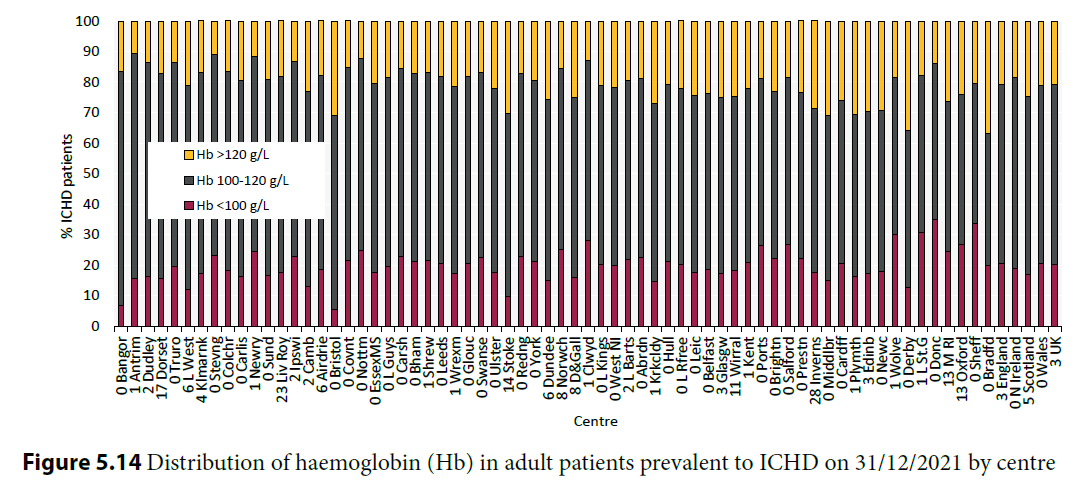 100
90
80
70
60
50
40
30
20
10
0
% ICHD patients
Hb >120 g/L
Hb 100-120 g/L
Hb <100 g/L
0 Bangor
1 Antrim
2 Dudley
17 Dorset
0 Truro
6 L West
4 Klmarnk
0 Stevng
0 Colchr
0 Carlis
1 Newry
0 Sund
23 Liv Roy
2 Ipswi
2 Camb
6 Airdrie
0 Bristol
0 Covnt
0 Nottm
0 EssexMS
0 L Guys
0 Carsh
0 Bham
1 Shrew
0 Leeds
1 Wrexm
0 Glouc
0 Swanse
0 Ulster
14 Stoke
0 Redng
0 York
6 Dundee
8 Norwch
8 D&Gall
1 Clwyd
0 L Kings
0 West NI
2 L Barts
0 Abrdn
1 Krkcldy
0 Hull
0 L Rfree
0 Leic
0 Belfast
3 Glasgw
11 Wirral
1 Kent
0 Ports
0 Brightn
0 Salford
0 Prestn
28 Inverns
0 Middlbr
0 Cardff
1 Plymth
3 Edinb
0 Newc
1 Wolve
0 Derby
1 L St.G
0 Donc
13 M RI
13 Oxford
0 Sheff
0 Bradfd
3 England
0 N Ireland
5 Scotland
0 Wales
3 UK
Centre
Figure 5.14 Distribution of haemoglobin (Hb) in adult patients prevalent to ICHD on 31/12/2021 by centre